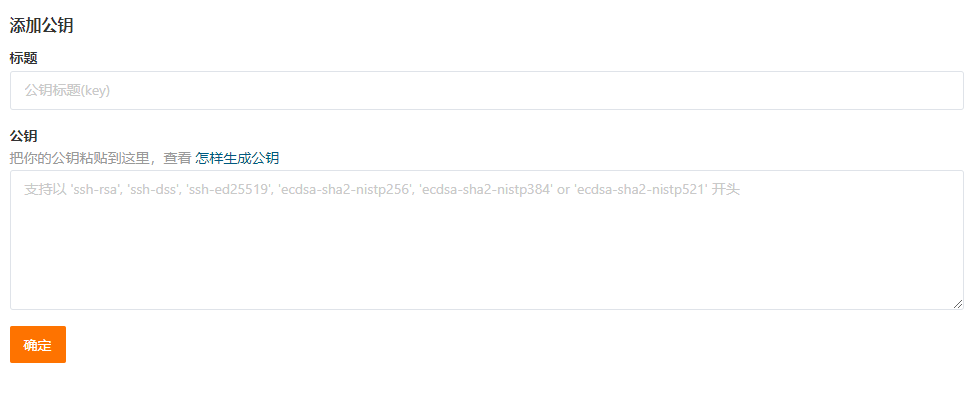 添加公钥
标题
公钥标题(key)
公钥
把你的公钥粘贴到这里，查看 怎样生成公钥
支持以 'ssh-rsa', 'ssh-dss', 'ssh-ed25519', 'ecdsa-sha2-nistp256', 'ecdsa-sha2-nistp384' or 'ecdsa-sha2-nistp521' 开头
确定